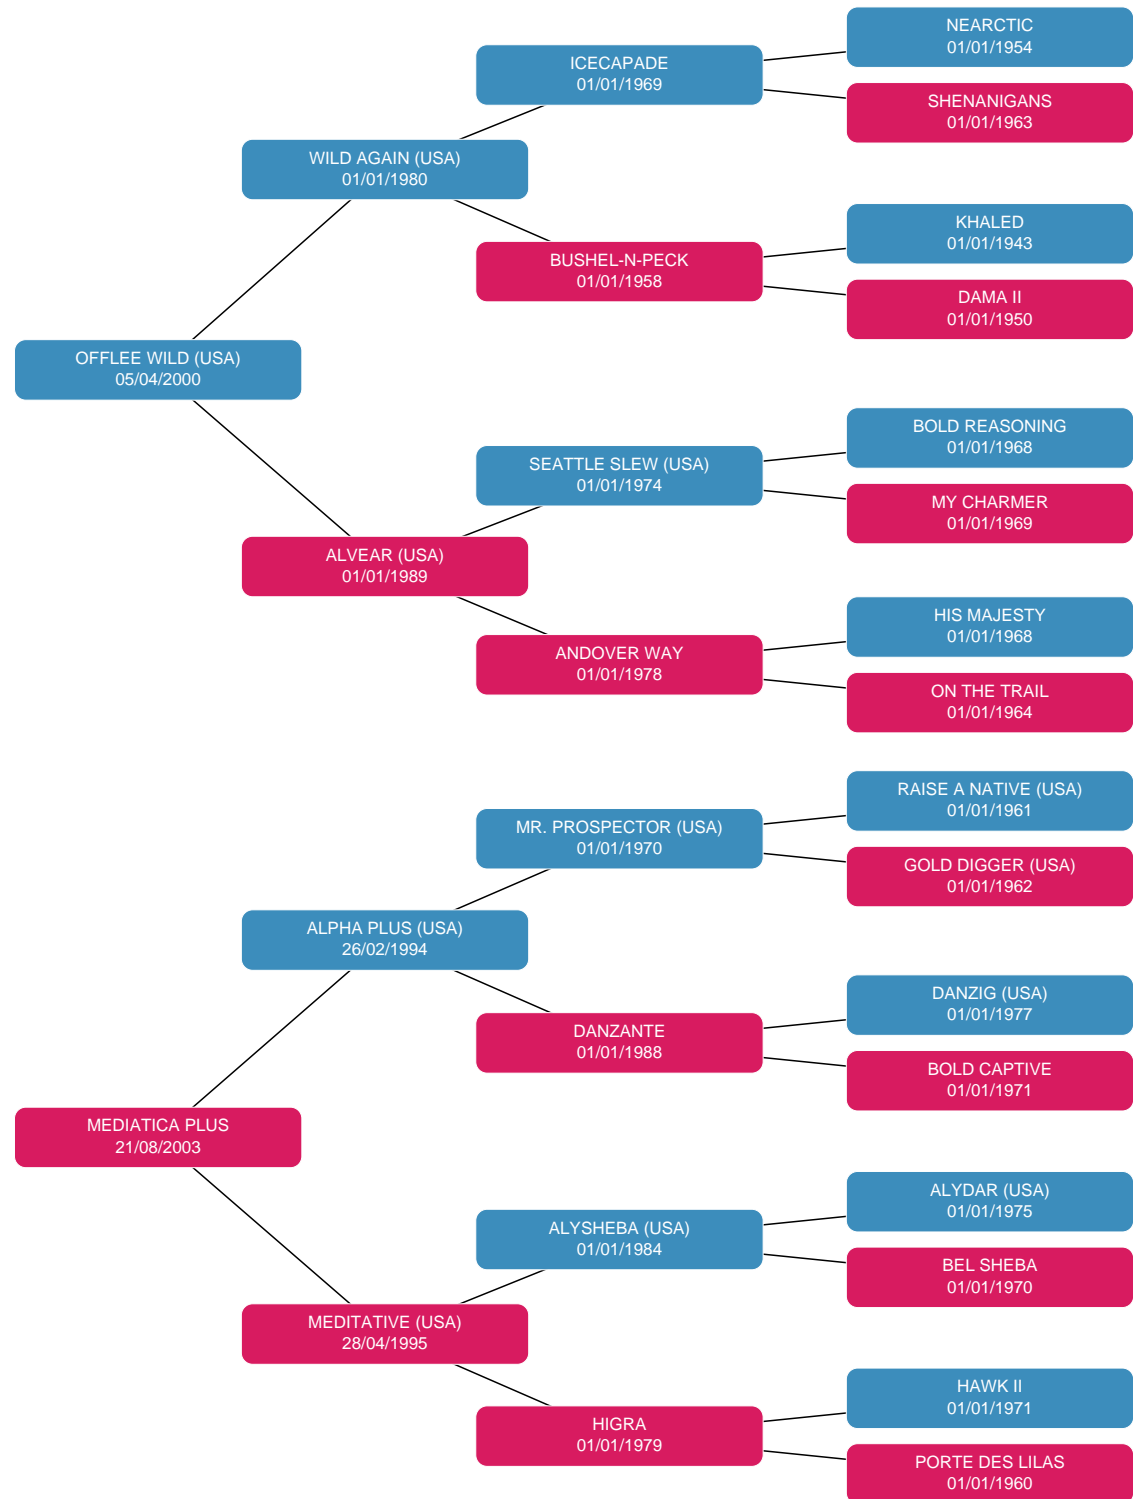 NEARCTIC
01/01/1954
ICECAPADE
01/01/1969
SHENANIGANS
01/01/1963
WILD AGAIN (USA)
01/01/1980
KHALED
01/01/1943
BUSHEL-N-PECK
01/01/1958
DAMA II
01/01/1950
OFFLEE WILD (USA)
05/04/2000
BOLD REASONING
01/01/1968
SEATTLE SLEW (USA)
01/01/1974
MY CHARMER
01/01/1969
ALVEAR (USA)
01/01/1989
HIS MAJESTY
01/01/1968
ANDOVER WAY
01/01/1978
ON THE TRAIL
01/01/1964
RAISE A NATIVE (USA)
01/01/1961
MR. PROSPECTOR (USA)
01/01/1970
GOLD DIGGER (USA)
01/01/1962
ALPHA PLUS (USA)
26/02/1994
DANZIG (USA)
01/01/1977
DANZANTE
01/01/1988
BOLD CAPTIVE
01/01/1971
MEDIATICA PLUS
21/08/2003
ALYDAR (USA)
01/01/1975
ALYSHEBA (USA)
01/01/1984
BEL SHEBA
01/01/1970
MEDITATIVE (USA)
28/04/1995
HAWK II
01/01/1971
HIGRA
01/01/1979
PORTE DES LILAS
01/01/1960